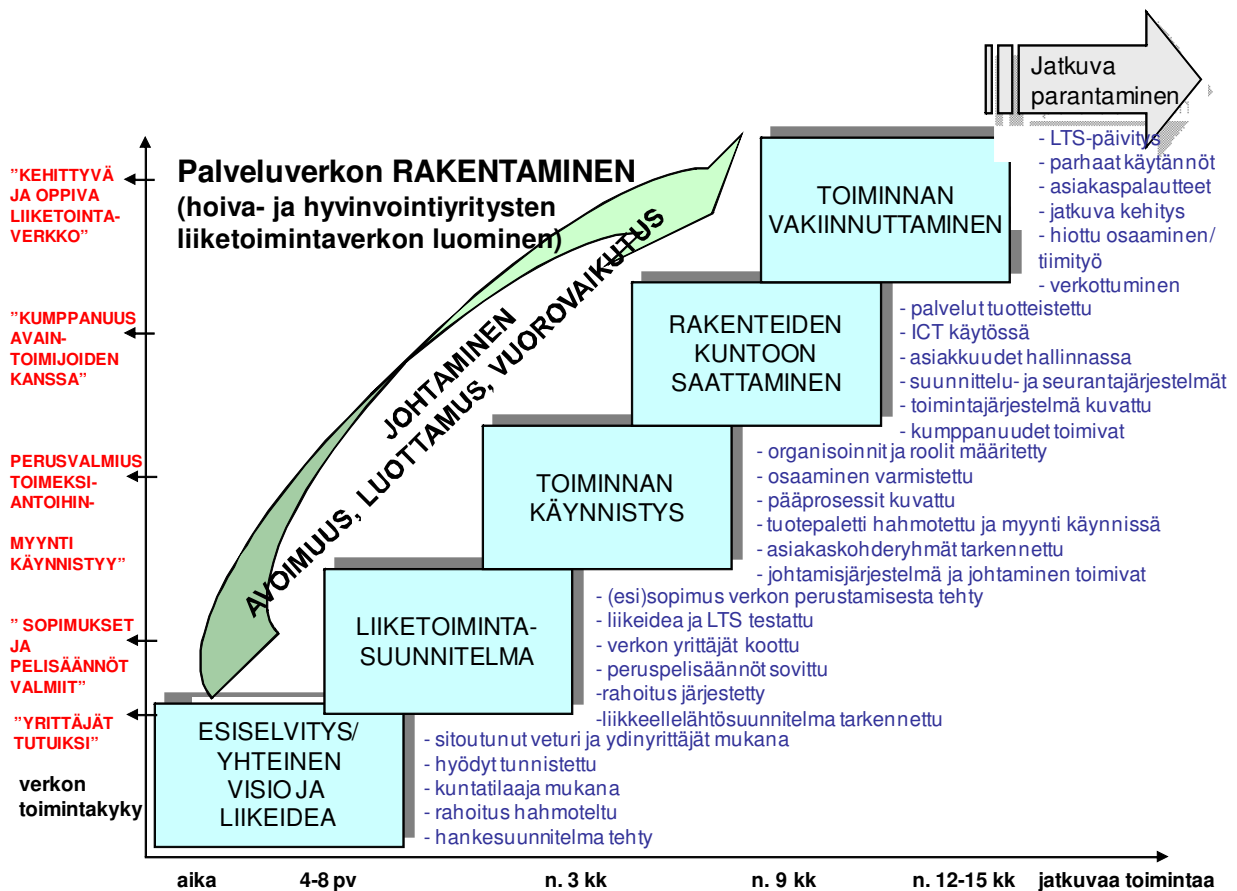 Jatkuva
parantaminen
Palveluverkon RAKENTAMINEN
(hoiva- ja hyvinvointiyritysten
liiketoimintaverkon luominen)
JOHTAMINEN
AVOIMUUS, LUOTTAMUS, VUOROVAIKUTUS
"KEHITTYVÄ
JA OPPIVA
LIIKETOINTA-
VERKKO"
"KUMPPANUUS
AVAIN-
TOIMIJOIDEN
KANSSA"
PERUSVALMIUS
TOIMEKSI-
ANTOIHIN-
MYYNTI
KÄYNNISTYY"
" SOPIMUKSET
JA
PELISÄÄNNÖT
VALMIIT"
"YRITTÄJÄT
TUTUIKSI"
verkon
toimintakyky
TOIMINNAN
VAKIINNUTTAMINEN
- LTS-päivitys
- parhaat käytännöt
- asiakaspalautteet
- jatkuva kehitys
- hiottu osaaminen/
tiimityö
- verkottuminen
RAKENTEIDEN
KUNTOON
SAATTAMINEN
- palvelut tuotteistettu
- ICT käytössä
- asiakkuudet hallinnassa
- suunnittelu- ja seurantajärjestelmät
- toimintajärjestelmä kuvattu
- kumppanuudet toimivat
TOIMINNAN
KÄYNNISTYS
- organisoinnit ja roolit määritetty
- osaaminen varmistettu
- pääprosessit kuvattu
- tuotepaletti hahmotettu ja myynti käynnissä
- asiakaskohderyhmät tarkennettu
- johtamisjärjestelmä ja johtaminen toimivat
LIIKETOIMINTA-
SUUNNITELMA
- (esi)sopimus verkon perustamisesta tehty
- liikeidea ja LTS testattu
- verkon yrittäjät koottu
- peruspelisäännöt sovittu
-rahoitus järjestetty
-liikkeellelähtösuunnitelma tarkennettu
ESISELVITYS/
YHTEINEN
VISIO JA
LIIKEIDEA
- sitoutunut veturi ja ydinyrittäjät mukana
- hyödyt tunnistettu
- kuntatilaaja mukana
- rahoitus hahmoteltu
- hankesuunnitelma tehty
aika 4-8 pv n. 3 kk n. 9 kk n. 12-15 kk jatkuvaa toimintaa